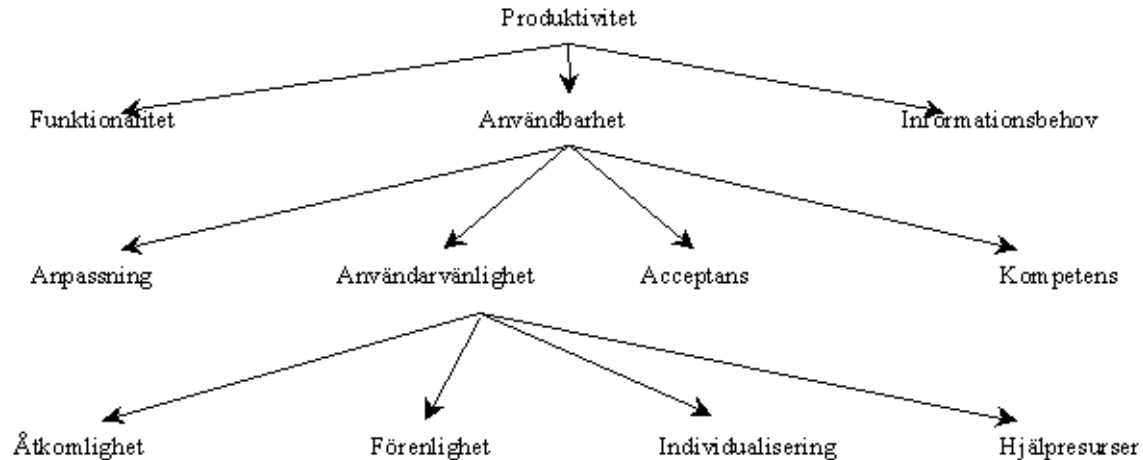 Produktivitet
Funktionalitet Användbarhet Informationsbehov
Anpassning Användarvänlighet Acceptans Kompetens
Åtkomlighet Förenlighet Individualisering Hjälpresurser